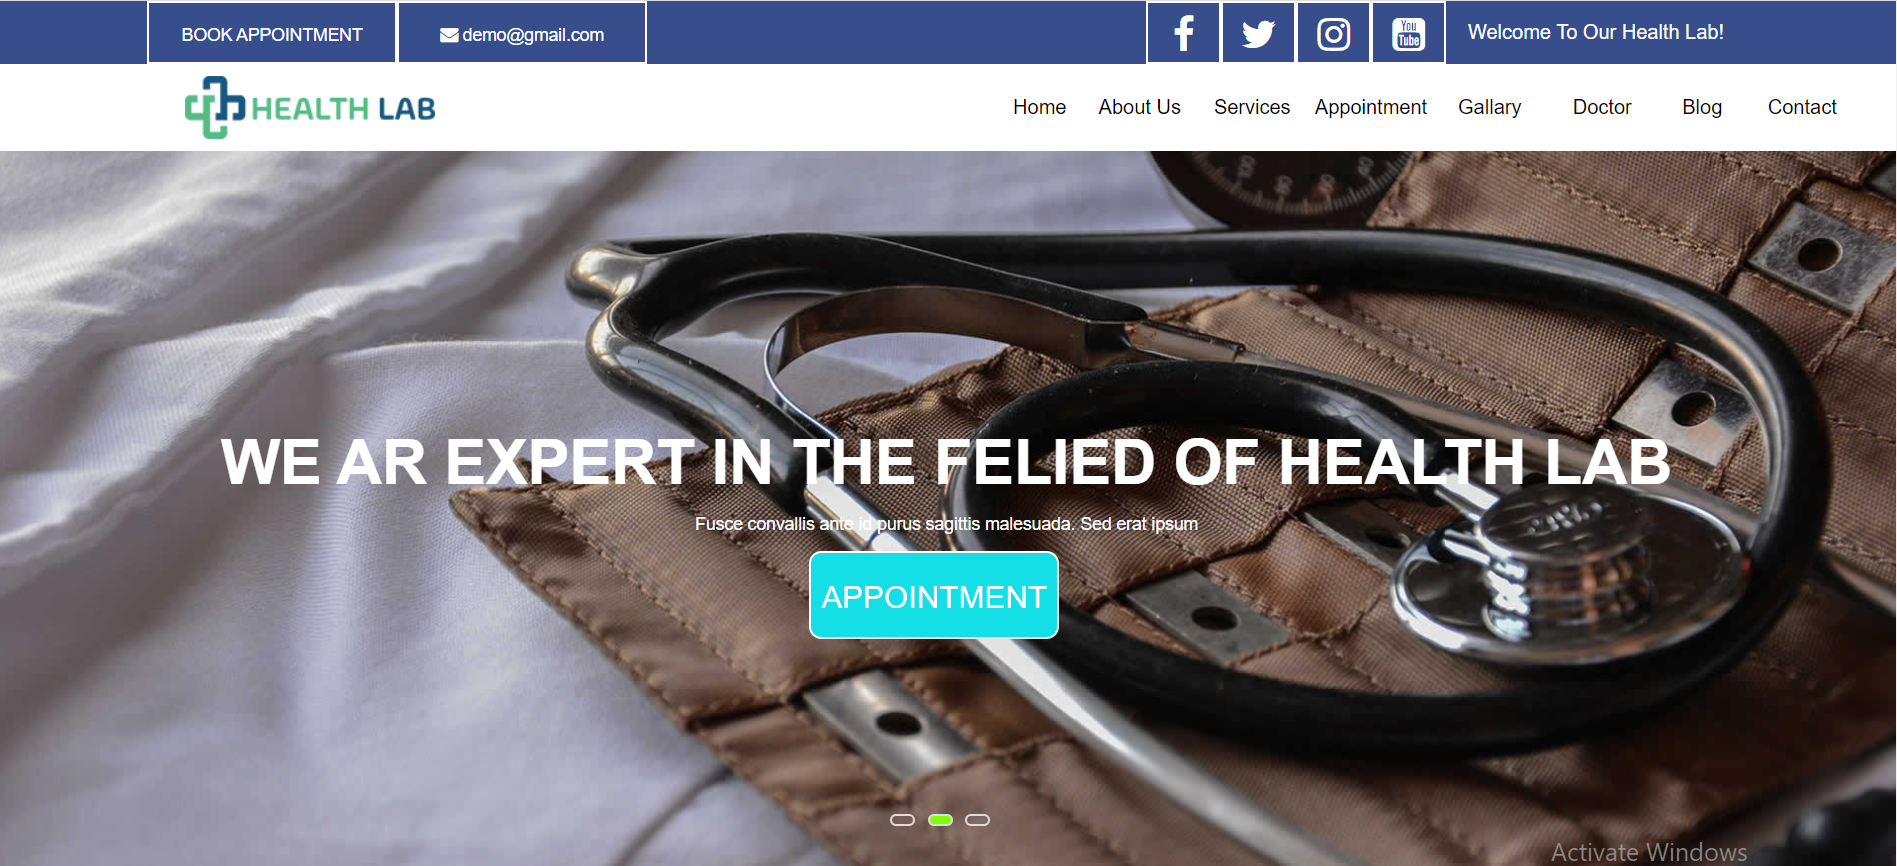 BOOK APPOINTMENT
demo@gmail.com
You
Tube
Welcome To Our Health Lab!
HEALTH LAB
Home About Us Services Appointment Gallary Doctor Blog Contact
WE AR EXPERT IN THE FELIED OF HEALTH LAB
Fusce convallis ante id purus sagittis malesuada. Sed erat ipsum
APPOINTMENT
Activate Windows